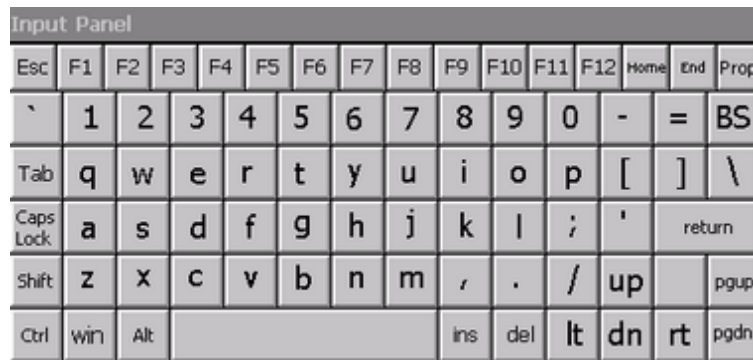 Input Panel
Esc F1 F2 F3 F4 F5 F6 F7 F8 F9 F10 F11 F12 Home End Prop
` 1 2 3 4 5 6 7 8 9 0 - = BS
Tab q w e r t y u i o p [ ] \
Caps Lock a s d f g h j k l ; ' return
Shift z x c v b n m , . / up pgup
Ctrl win Alt ins del lt dn rt pgdn